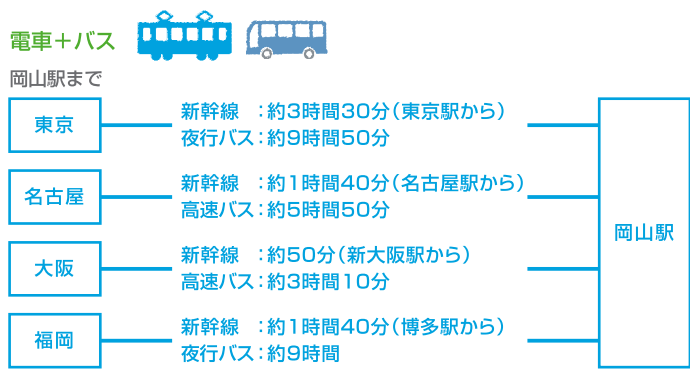 電車＋バス
岡山駅まで
東京
新幹線　：約3時間30分（東京駅から）
夜行バス：約9時間50分
名古屋
新幹線　：約1時間40分（名古屋駅から）
高速バス：約5時間50分
大阪
新幹線　：約50分（新大阪駅から）
高速バス：約3時間10分
福岡
新幹線　：約1時間40分（博多駅から）
夜行バス：約9時間
岡山駅